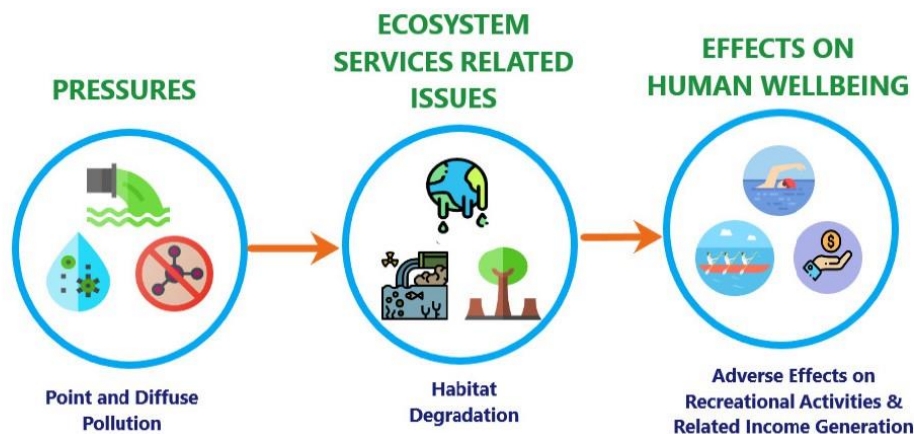 PRESSURES
ECOSYSTEM
SERVICES RELATED
ISSUES
EFFECTS ON
HUMAN WELLBEING
$
Point and Diffuse
Pollution
Habitat
Degradation
Adverse Effects on
Recreational Activities &
Related Income Generation